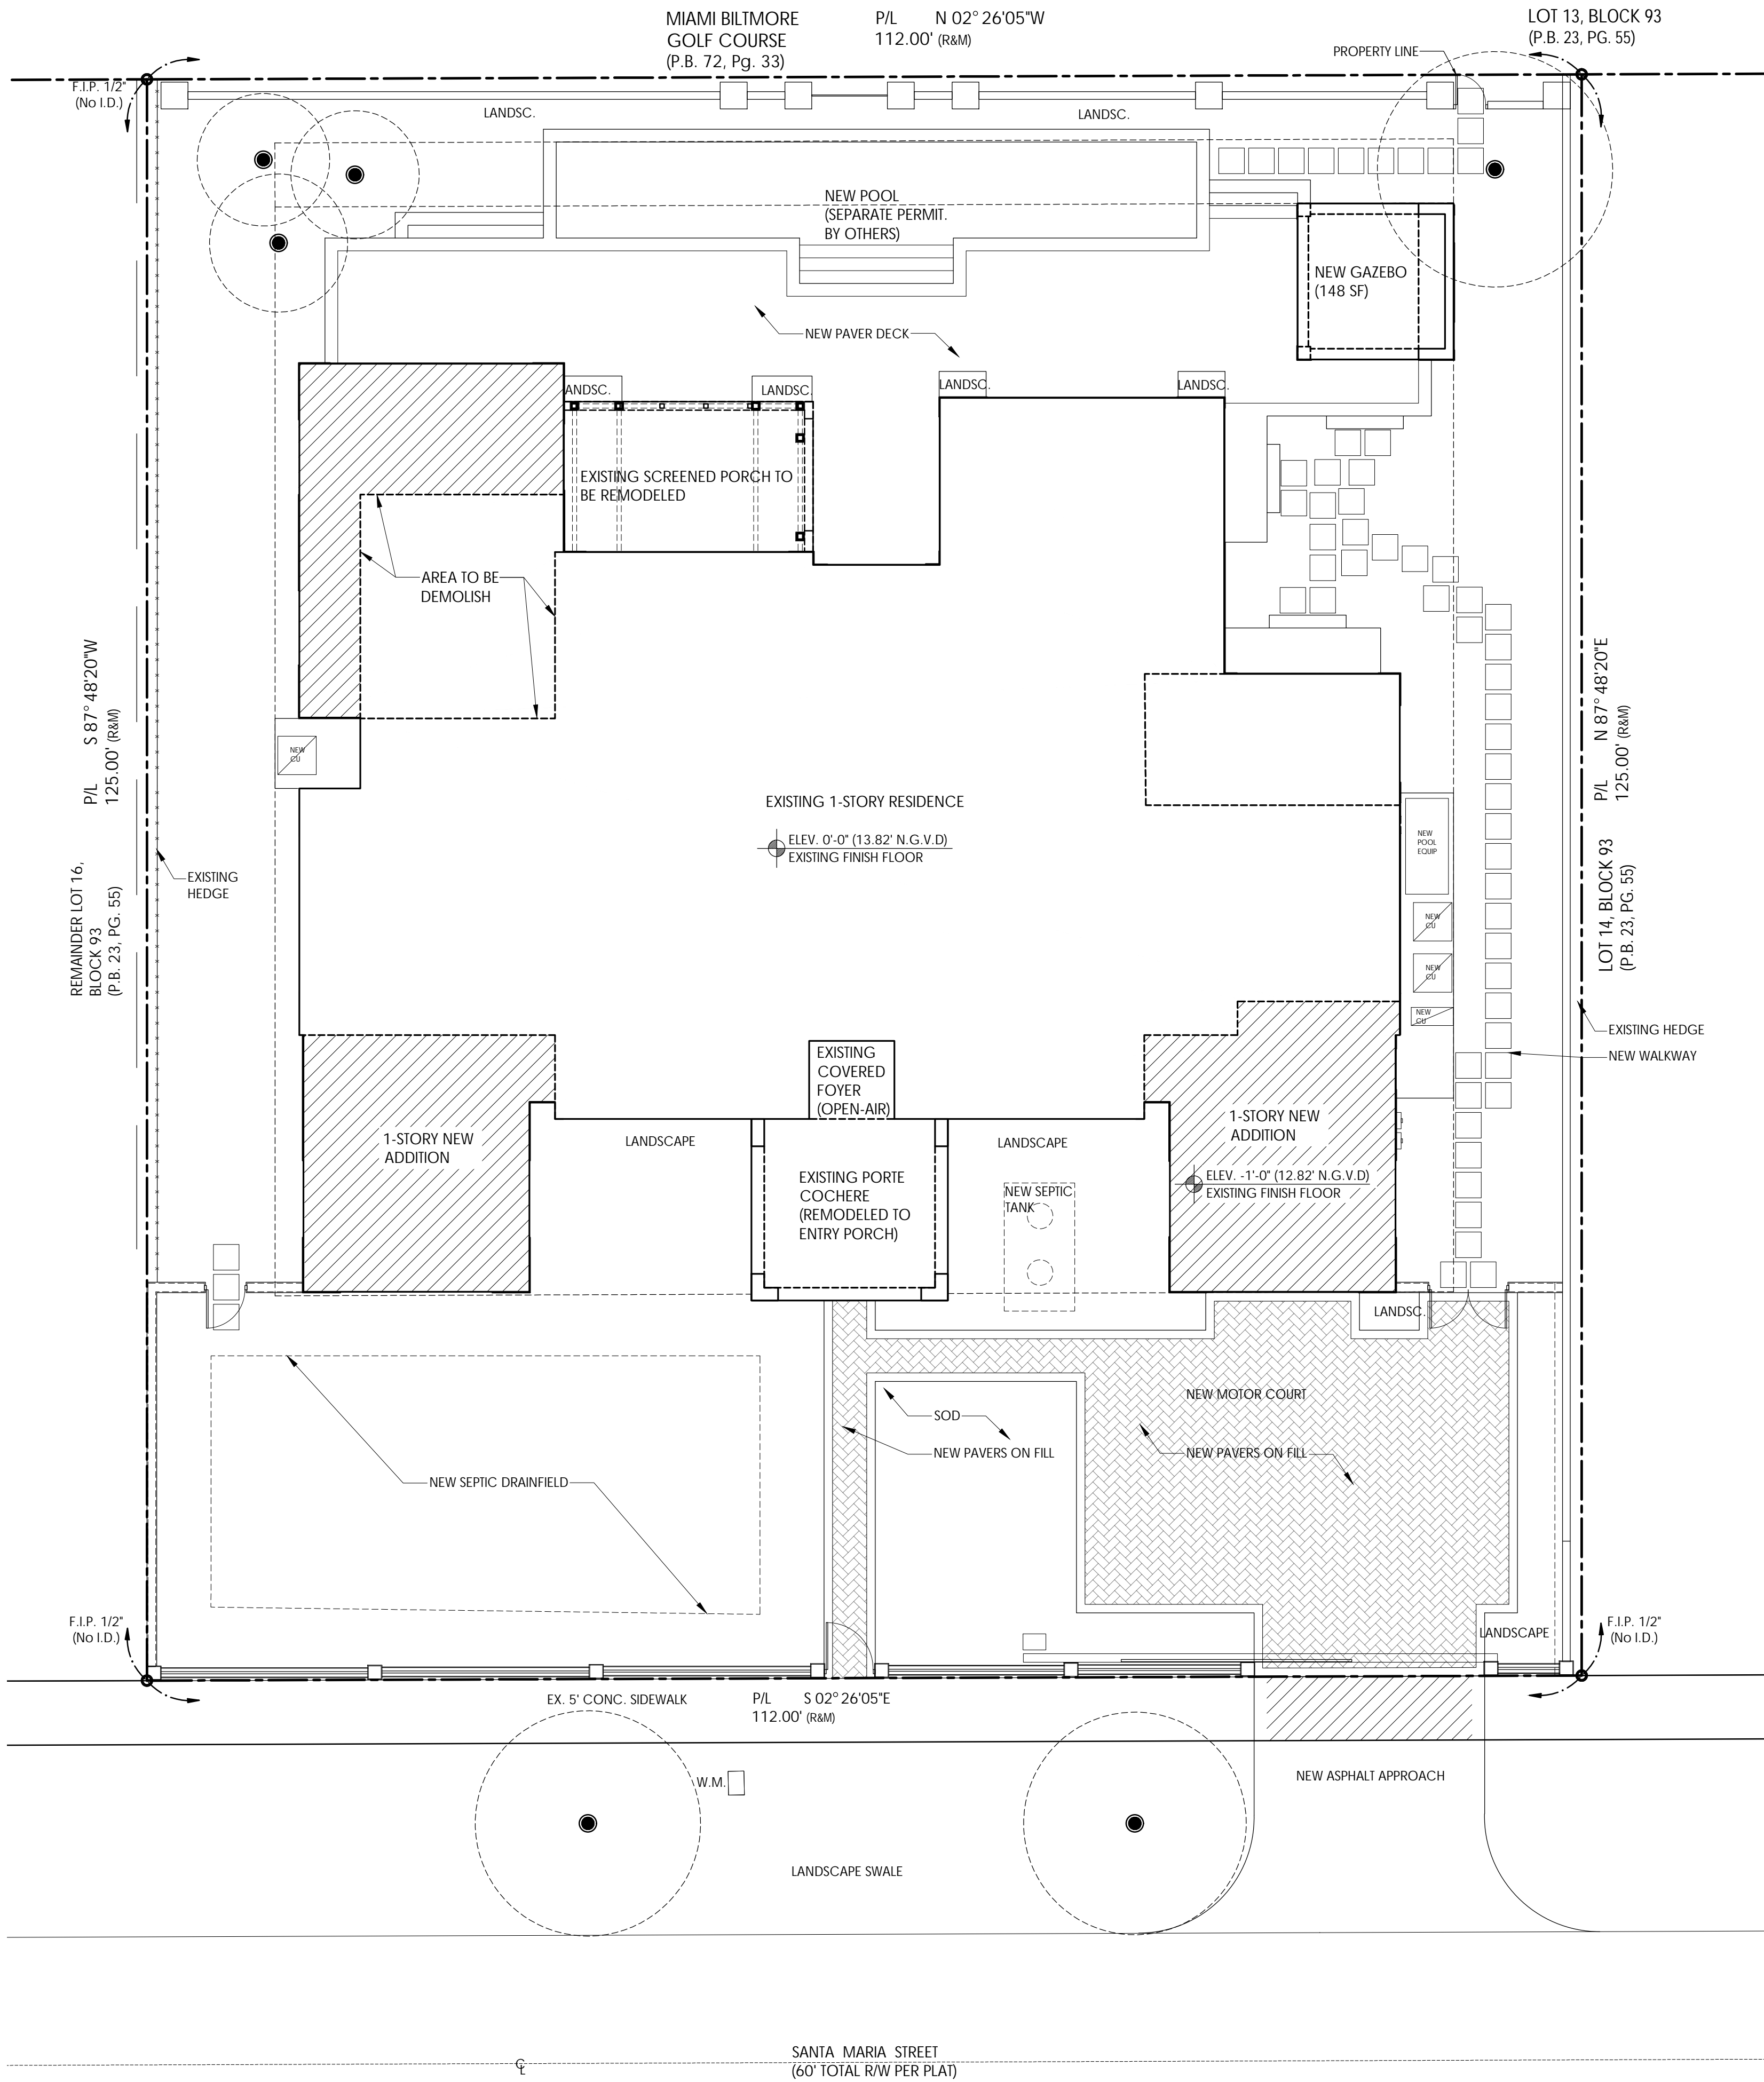 MIAMI BILTMORE
GOLF COURSE
(P.B. 72, Pg. 33)
P/L N 02° 26'05"W
112.00' (R&M)
LOT 13, BLOCK 93
(P.B. 23, PG. 55)
PROPERTY LINE
F.I.P. 1/2"
(No I.D.)
LANDSC.
LANDSC.
NEW POOL
(SEPARATE PERMIT.
BY OTHERS)
NEW GAZEBO
(148 SF)
NEW PAVER DECK
ANDSC.
LANDSC.
LANDSC.
LANDSC.
EXISTING SCREENED PORCH TO
BE REMODELED
AREA TO BE
DEMOLISH
P/L S 87° 48'20"W
125.00' (R&M)
P/L N 87° 48'20"E
125.00' (R&M)
NEW
CU
EXISTING 1-STORY RESIDENCE
ELEV. 0'-0" (13.82' N.G.V.D)
EXISTING FINISH FLOOR
NEW
POOL
EQUIP
EXISTING
HEDGE
REMAINDER LOT 16,
BLOCK 93
(P.B. 23, PG. 55)
LOT 14, BLOCK 93
(P.B. 23, PG. 55)
NEW
CU
NEW
CU
NEW
CU
EXISTING HEDGE
NEW WALKWAY
EXISTING
COVERED
FOYER
(OPEN-AIR)
1-STORY NEW
ADDITION
LANDSCAPE
LANDSCAPE
1-STORY NEW
ADDITION
EXISTING PORTE
COCHERE
(REMODELED TO
ENTRY PORCH)
NEW SEPTIC
TANK
ELEV. -1'-0" (12.82' N.G.V.D)
EXISTING FINISH FLOOR
LANDSC.
NEW MOTOR COURT
SOD
NEW PAVERS ON FILL
NEW PAVERS ON FILL
NEW SEPTIC DRAINFIELD
F.I.P. 1/2"
(No I.D.)
LANDSCAPE
F.I.P. 1/2"
(No I.D.)
EX. 5' CONC. SIDEWALK
P/L S 02° 26'05"E
112.00' (R&M)
W.M.
NEW ASPHALT APPROACH
LANDSCAPE SWALE
SANTA MARIA STREET
(60' TOTAL R/W PER PLAT)